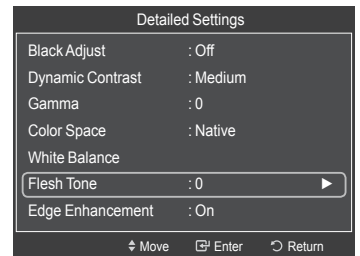 Detailed Settings
Black Adjust : Off
Dynamic Contrast : Medium
Gamma : 0
Color Space : Native
White Balance
Flesh Tone : 0 ►
Edge Enhancement : On
Move Enter Return